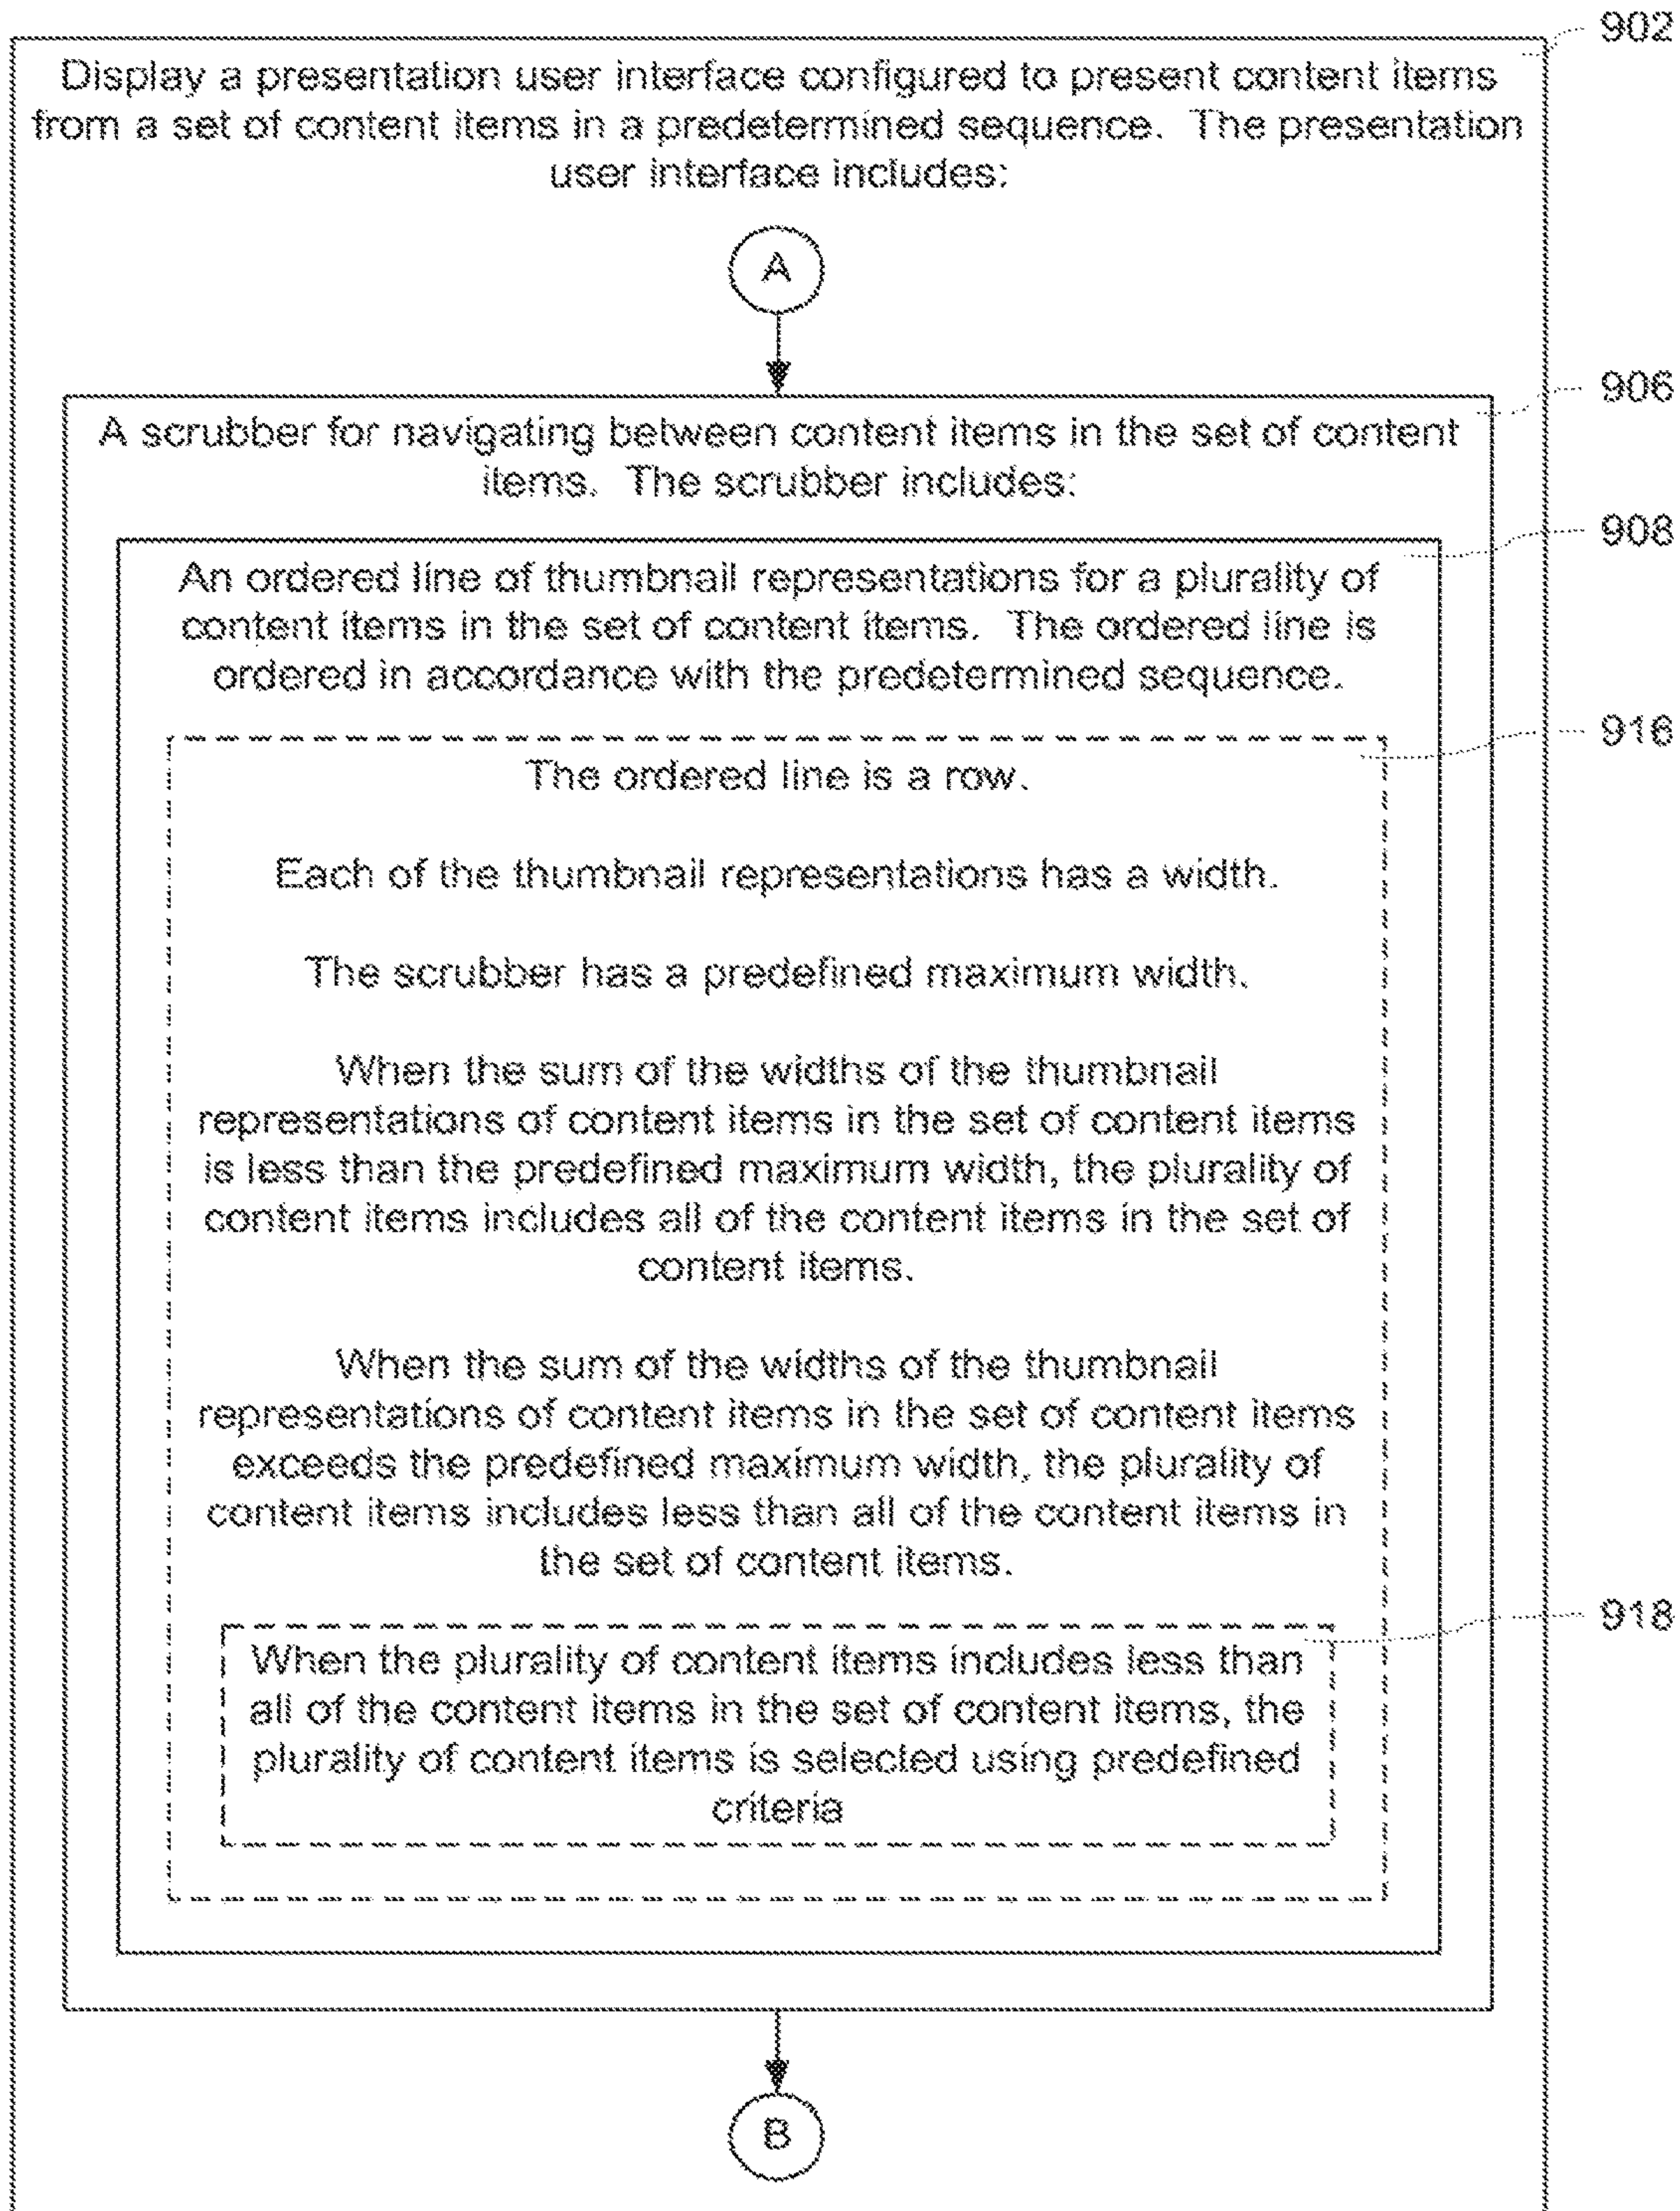 902
Display a presentation user interface configured to present content items
from a set of content items in a predetermined sequence. The presentation
user interface includes:
A
906
A scrubber for navigating between content items in the set of content
items. The scrubber includes:
908
An ordered line of thumbnail representations for a plurality of
content items in the set of content items. The ordered line is
ordered in accordance with the predetermined sequence.
916
The ordered line is a row.
Each of the thumbnail representations has a width.
The scrubber has a predefined maximum width.
When the sum of the widths of the thumbnail
representations of content items in the set of content items
is less than the predefined maximum width, the plurality of
content items includes all of the content items in the set of
content items.
When the sum of the widths of the thumbnail
representations of content items in the set of content items
exceeds the predefined maximum width, the plurality of
content items includes less than all of the content items in
the set of content items.
918
When the plurality of content items includes less than
all of the content items in the set of content items, the
plurality of content items is selected using predefined
criteria
B